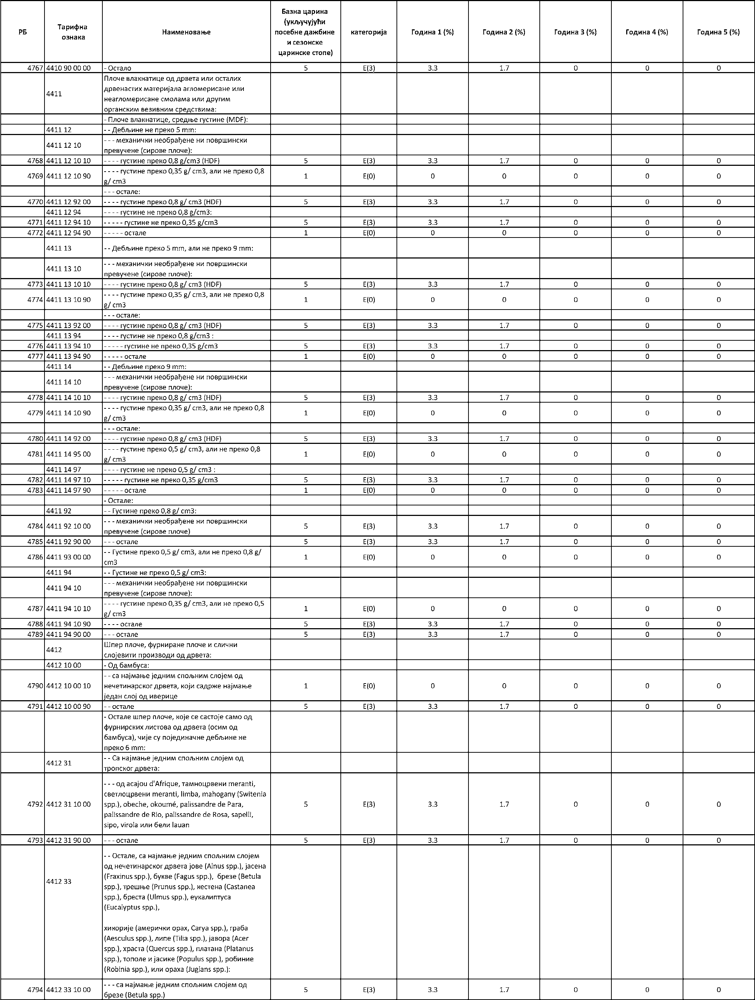 РБ Тарифна ознака Наименовање Базна царина (укључујући посебне дажбине и сезонске царинске стопе) категорија Година 1 (%) Година 2 (%) Година 3 (%) Година 4 (%) Година 5 (%)
4767 4410 90 00 00 - Остало 5 E(3) 3.3 1.7 0 0 0
4411 Плоче влакнатице од дрвета или осталих
дрвенастих материјала агломерисане или
неагломерисане смолама или другим
органским везивним средствима:
- Плоче влакнатице, средње густине (MDF):
4411 12 - - Дебљине не преко 5 mm:
4411 12 10 - - - механички необрађене ни површински
превучене (сирове плоче):
4768 4411 12 10 10 - - - - густине преко 0,8 g/cm3 (HDF) 5 E(3) 3.3 1.7 0 0 0
4769 4411 12 10 90 - - - - густине преко 0,35 g/ cm3, али не преко 0,8
g/ cm3 1 E(0) 0 0 0 0 0
- - - остале:
4770 4411 12 92 00 - - - - густине преко 0,8 g/ cm3 (HDF) 5 E(3) 3.3 1.7 0 0 0
4411 12 94 - - - - густине не преко 0,8 g/cm3:
4771 4411 12 94 10 - - - - - густине не преко 0,35 g/cm3 5 E(3) 3.3 1.7 0 0 0
4772 4411 12 94 90 - - - - - остале 1 E(0) 0 0 0 0 0
4411 13 - - Дебљине преко 5 mm, али не преко 9 mm:
4411 13 10 - - - механички необрађене ни површински
превучене (сирове плоче):
4773 4411 13 10 10 - - - - густине преко 0,8 g/ cm3 (HDF) 5 E(3) 3.3 1.7 0 0 0
4774 4411 13 10 90 - - - - густине преко 0,35 g/ cm3, али не преко 0,8
g/ cm3 1 E(0) 0 0 0 0 0
- - - остале:
4775 4411 13 92 00 - - - - густине преко 0,8 g/ cm3 (HDF) 5 E(3) 3.3 1.7 0 0 0
4411 13 94 - - - - густине не преко 0,8 g/cm3 :
4776 4411 13 94 10 - - - - - густине не преко 0,35 g/cm3 5 E(3) 3.3 1.7 0 0 0
4777 4411 13 94 90 - - - - - остале 1 E(0) 0 0 0 0 0
4411 14 - - Дебљине преко 9 mm:
4411 14 10 - - - механички необрађене ни површински
превучене (сирове плоче):
4778 4411 14 10 10 - - - - густине преко 0,8 g/ cm3 (HDF) 5 E(3) 3.3 1.7 0 0 0
4779 4411 14 10 90 - - - - густине преко 0,35 g/ cm3, али не преко 0,8
g/ cm3 1 E(0) 0 0 0 0 0
- - - остале:
4780 4411 14 92 00 - - - - густине преко 0,8 g/ cm3 (HDF) 5 E(3) 3.3 1.7 0 0 0
4781 4411 14 95 00 - - - - густине преко 0,5 g/ cm3, али не преко 0,8
g/ cm3 1 E(0) 0 0 0 0 0
4411 14 97 - - - - густине не преко 0,5 g/ cm3 :
4782 4411 14 97 10 - - - - - густине не преко 0,35 g/cm3 5 E(3) 3.3 1.7 0 0 0
4783 4411 14 97 90 - - - - - остале 1 E(0) 0 0 0 0 0
- Остале:
4411 92 - - Густине преко 0,8 g/ cm3:
4784 4411 92 10 00 - - - механички необрађене ни површински
превучене (сирове плоче) 5 E(3) 3.3 1.7 0 0 0
4785 4411 92 90 00 - - - остале 5 E(3) 3.3 1.7 0 0 0
4786 4411 93 00 00 - - Густине преко 0,5 g/ cm3, али не преко 0,8 g/
cm3 1 E(0) 0 0 0 0 0
4411 94 - - Густине не преко 0,5 g/ cm3:
4411 94 10 - - - механички необрађене ни површински
превучене (сирове плоче):
4787 4411 94 10 10 - - - - густине преко 0,35 g/ cm3, али не преко 0,5
g/ cm3 1 E(0) 0 0 0 0 0
4788 4411 94 10 90 - - - - остале 5 E(3) 3.3 1.7 0 0 0
4789 4411 94 90 00 - - - остале 5 E(3) 3.3 1.7 0 0 0
4412 Шпер плоче, фурниране плоче и слични
слојевити производи од дрвета:
4412 10 00 - Од бамбуса:
4790 4412 10 00 10 - - са најмање једним спољним слојем од
нечетинарског дрвета, који садрже најмање
један слој од иверице 1 E(0) 0 0 0 0 0
4791 4412 10 00 90 - - остале 5 E(3) 3.3 1.7 0 0 0
- Остале шпер плоче, које се састоје само од
фурнирских листова од дрвета (осим од
бамбуса), чије су појединачне дебљине не
преко 6 mm:
4412 31 - - Са најмање једним спољним слојем од
тропског дрвета:
4792 4412 31 10 00 - - - од acajou d'Afrique, тамноцрвени meranti,
светлоцрвени meranti, limba, mahogany (Switenia
spp.), obeche, okoumé, palissandre de Para,
palissandre de Rio, palissandre de Rosa, sapelli,
sipo, virola или бели lauan 5 E(3) 3.3 1.7 0 0 0
4793 4412 31 90 00 - - - остале 5 E(3) 3.3 1.7 0 0 0
4412 33 - - Остале, са најмање једним спољним слојем
од нечетинарског дрвета јове (Alnus spp.), јасена
(Fraxinus spp.), букве (Fagus spp.), брезе (Betula
spp.), трешње (Prunus spp.), кестена (Castanea
spp.), бреста (Ulmus spp.), еукалиптуса
(Eucalyptus spp.),
хикорије (амерички орах, Carya spp.), граба
(Aesculus spp.), липе (Tilia spp.), јавора (Acer
spp.), храста (Quercus spp.), платана (Platanus
spp.), тополе и јасике (Populus spp.), робиние
(Robinia spp.), или ораха (Juglans spp.):
4794 4412 33 10 00 - - - са најмање једним спољним слојем од
брезе (Betula spp.) 5 E(3) 3.3 1.7 0 0 0